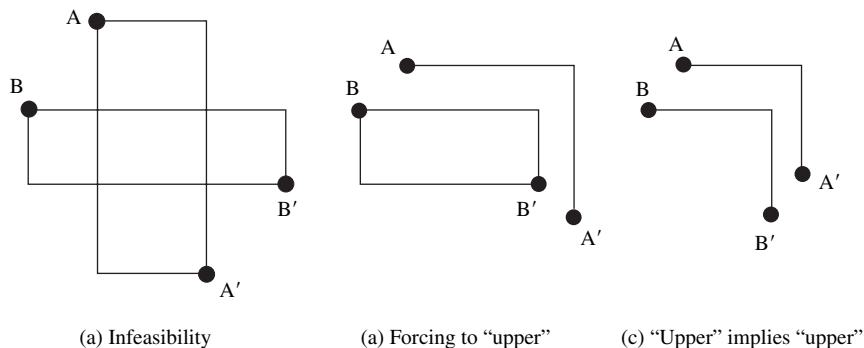 A
B
B′
A′
(a) Infeasibility
A
B
B′
A′
(a) Forcing to “upper”
A
B
A′
B′
(c) “Upper” implies “upper”